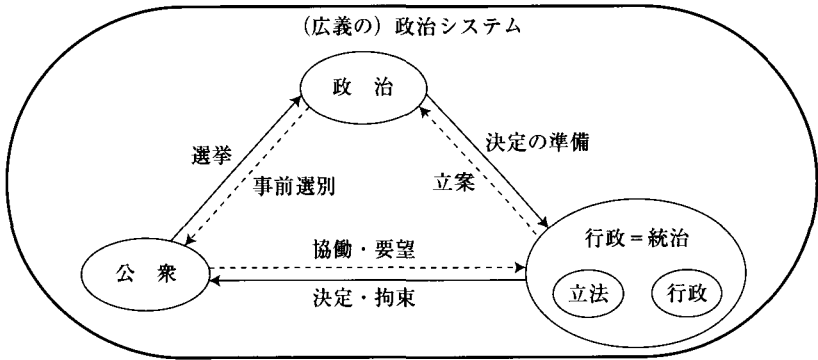 (広義の) 政治システム
政 治
選挙
事前選別
立案
決定の準備
公 衆
協働・要望
決定・拘束
行政=統治
立法
行政